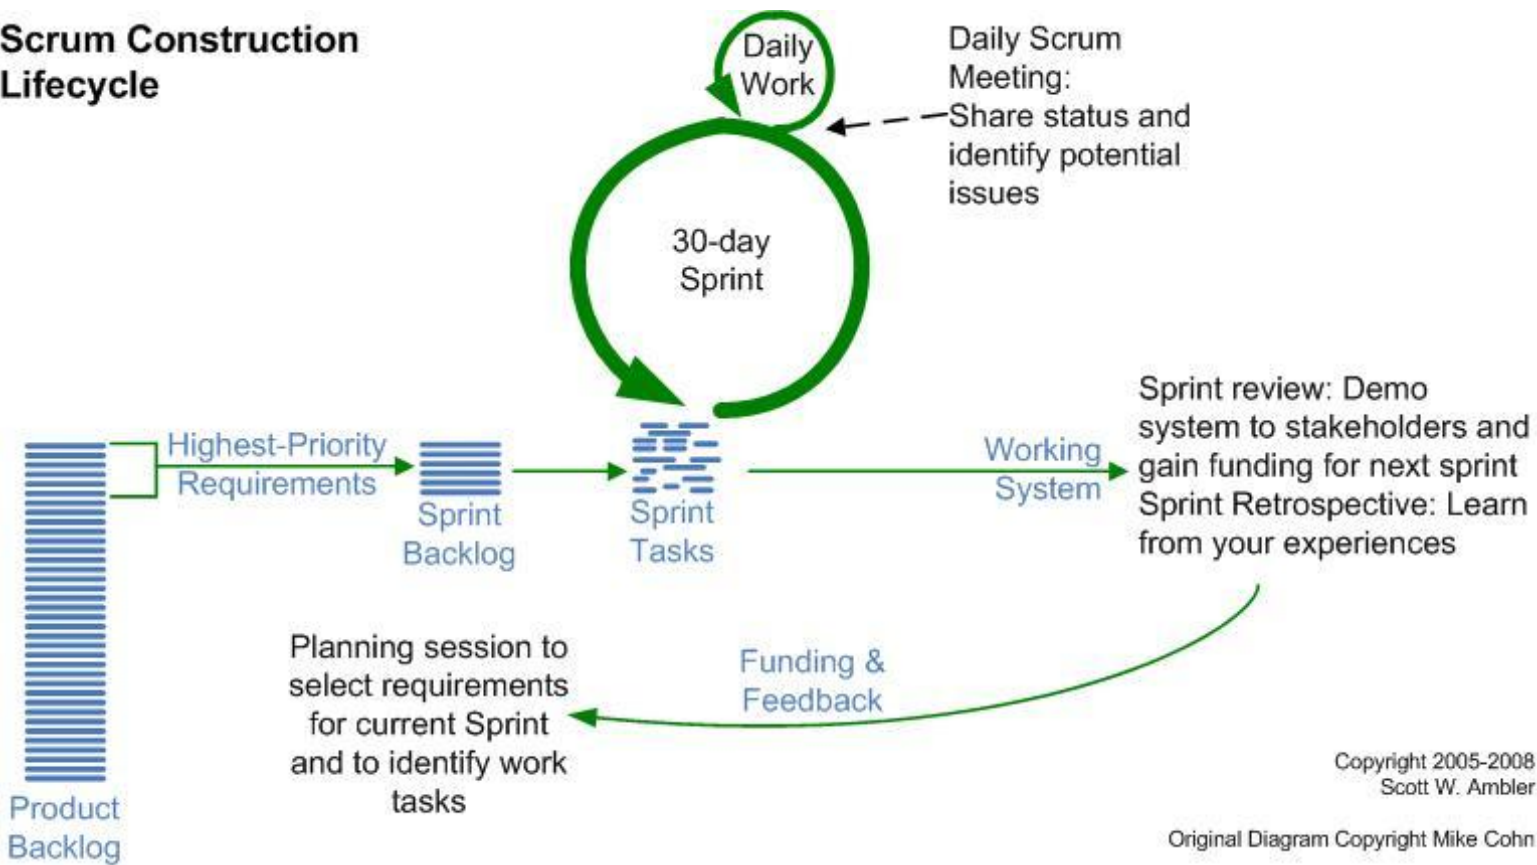 Scrum Construction
Lifecycle
Daily
Work
Daily Scrum
Meeting:
Share status and
identify potential
issues
30-day
Sprint
Highest-Priority
Requirements
Sprint
Backlog
Sprint
Tasks
Working
System
Sprint review: Demo
system to stakeholders and
gain funding for next sprint
Sprint Retrospective: Learn
from your experiences
Planning session to
select requirements
for current Sprint
and to identify work
tasks
Funding &
Feedback
Product
Backlog
Copyright 2005-2008
Scott W. Ambler
Original Diagram Copyright Mike Cohn